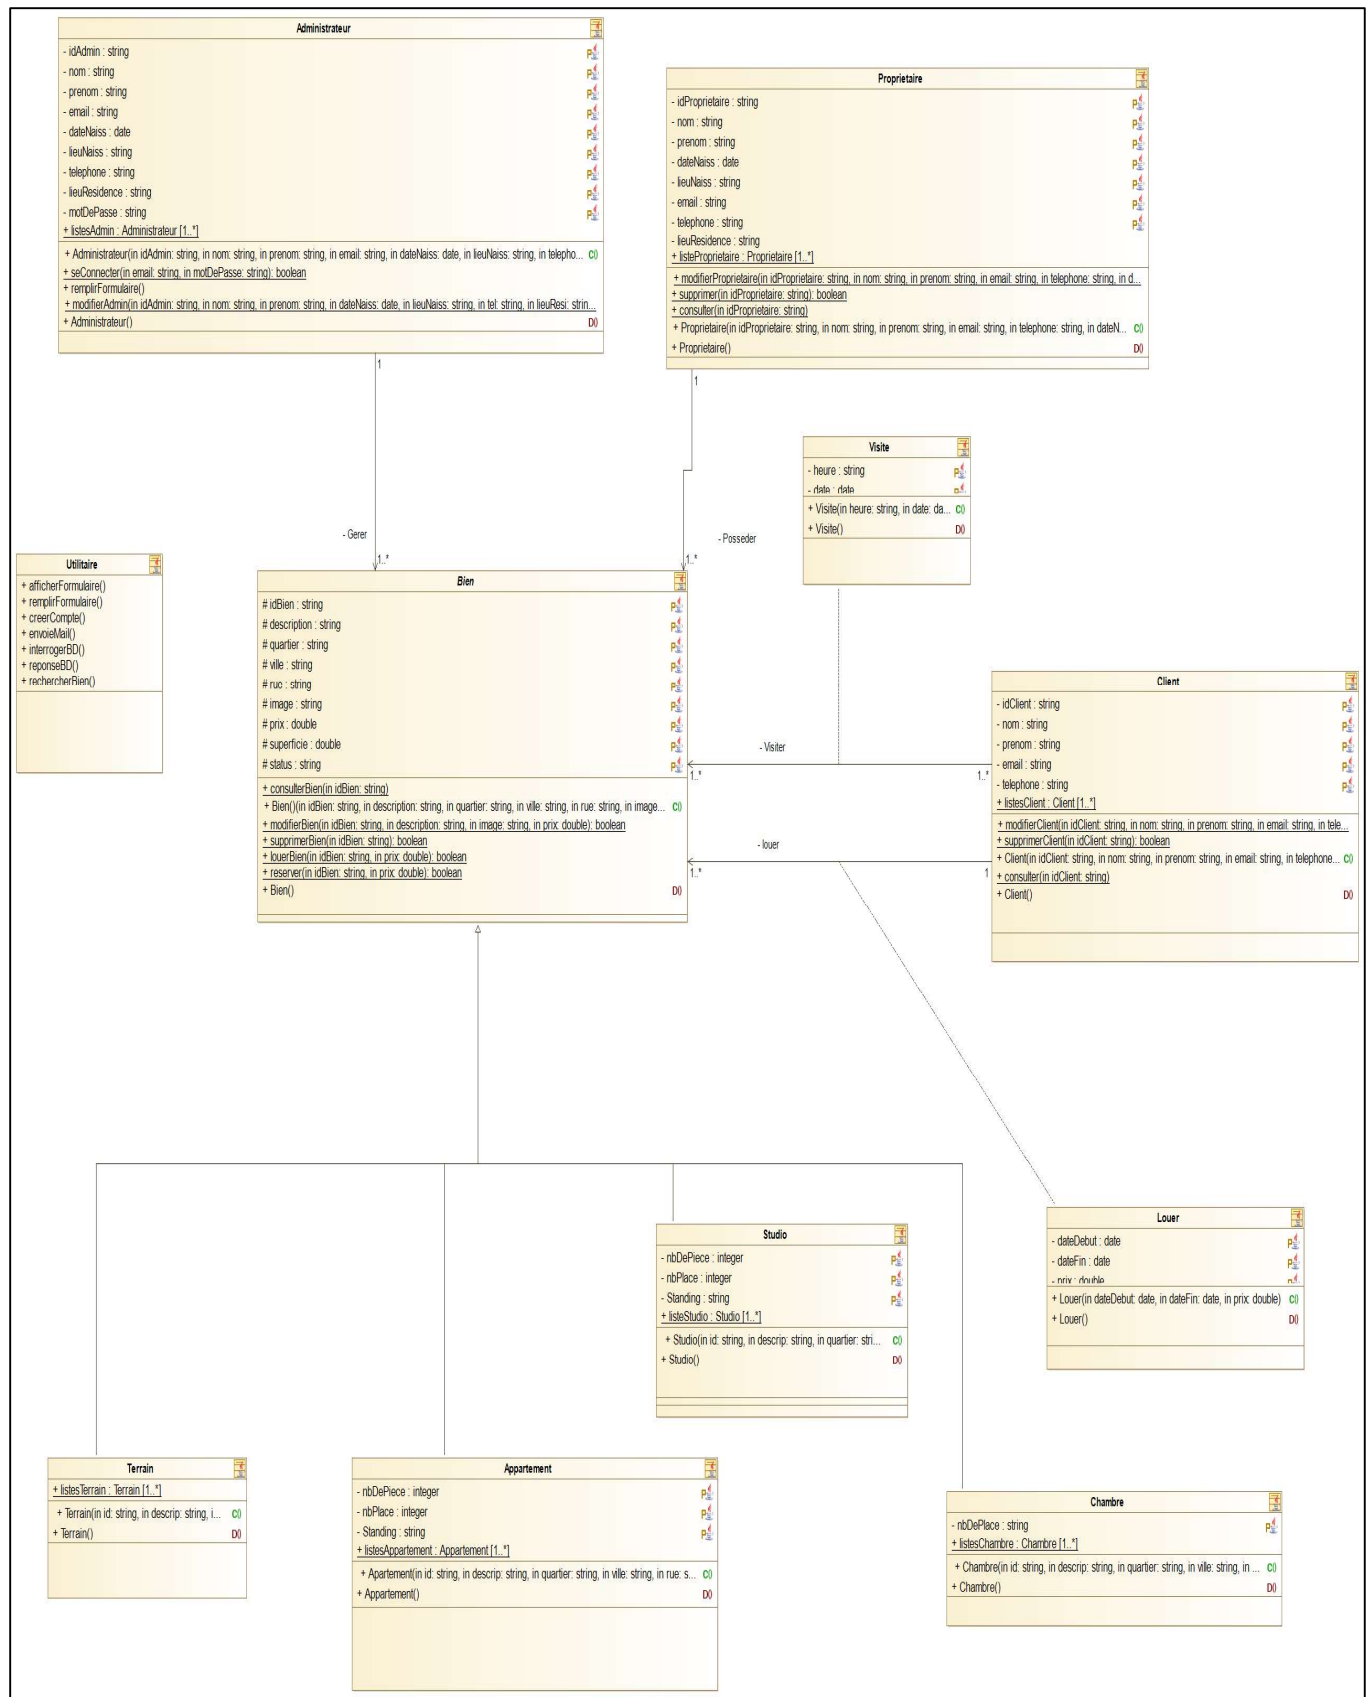 Administrateur
- idAdmin : string
- nom : string
- prenom : string
- email : string
- dateNaiss : date
- lieuNaiss : string
- telephone : string
- lieuResidence : string
- motDePasse : string
+ listesAdmin : Administrateur [1..*]
+ Administrateur(in idAdmin: string, in nom: string, in prenom: string, in email: string, in dateNaiss: date, in lieuNaiss: string, in telepho... C()
+ seConnecter(in email: string, in motDePasse: string): boolean
+ remplirFormulaire()
+ modifierAdmin(in idAdmin: string, in nom: string, in prenom: string, in dateNaiss: date, in lieuNaiss: string, in tel: string, in lieuResi: strin...
+ Administrateur() D()
Proprietaire
- idProprietaire : string
- nom : string
- prenom : string
- dateNaiss : date
- lieuNaiss : string
- email : string
- telephone : string
- lieuResidence : string
+ listeProprietaire : Proprietaire [1..*]
+ modifierProprietaire(in idProprietaire: string, in nom: string, in prenom: string, in email: string, in telephone: string, in d...
+ supprimer(in idProprietaire: string): boolean
+ consulter(in idProprietaire: string)
+ Proprietaire(in idProprietaire: string, in nom: string, in prenom: string, in email: string, in telephone: string, in dateN... C()
+ Proprietaire() D()
1
1
Visite
- heure : string
- date : date
+ Visite(in heure: string, in date: da... C()
+ Visite() D()
- Gerer
1..*
- Posseder
1..*
Utilitaire
+ afficherFormulaire()
+ remplirFormulaire()
+ creerCompte()
+ envoieMail()
+ interrogerBD()
+ reponseBD()
+ rechercherBien()
Bien
# idBien : string
# description : string
# quartier : string
# ville : string
# rue : string
# image : string
# prix : double
# superficie : double
# status : string
+ consulterBien(in idBien: string)
+ Bien()(in idBien: string, in description: string, in quartier: string, in ville: string, in rue: string, in image... C()
+ modifierBien(in idBien: string, in description: string, in image: string, in prix: double): boolean
+ supprimerBien(in idBien: string): boolean
+ louerBien(in idBien: string, in prix: double): boolean
+ reserver(in idBien: string, in prix: double): boolean
+ Bien() D()
- Visiter
1..* 1..*
- louer
1..* 1
Client
- idClient : string
- nom : string
- prenom : string
- email : string
- telephone : string
+ listesClient : Client [1..*]
+ modifierClient(in idClient: string, in nom: string, in prenom: string, in email: string, in tele...
+ supprimerClient(in idClient: string): boolean
+ Client(in idClient: string, in nom: string, in prenom: string, in email: string, in telephone... C()
+ consulter(in idClient: string)
+ Client() D()
Louer
- dateDebut : date
- dateFin : date
- prix : double
+ Louer(in dateDebut: date, in dateFin: date, in prix: double) C()
+ Louer() D()
Studio
- nbDePiece : integer
- nbPlace : integer
- Standing : string
+ listeStudio : Studio [1..*]
+ Studio(in id: string, in descrip: string, in quartier: stri... C()
+ Studio() D()
Terrain
+ listesTerrain : Terrain [1..*]
+ Terrain(in id: string, in descrip: string, i... C()
+ Terrain() D()
Appartement
- nbDePiece : integer
- nbPlace : integer
- Standing : string
+ listesAppartement : Appartement [1..*]
+ Apartement(in id: string, in descrip: string, in quartier: string, in ville: string, in rue: s... C()
+ Appartement() D()
Chambre
- nbDePlace : string
+ listesChambre : Chambre [1..*]
+ Chambre(in id: string, in descrip: string, in quartier: string, in ville: string, in ... C()
+ Chambre() D()